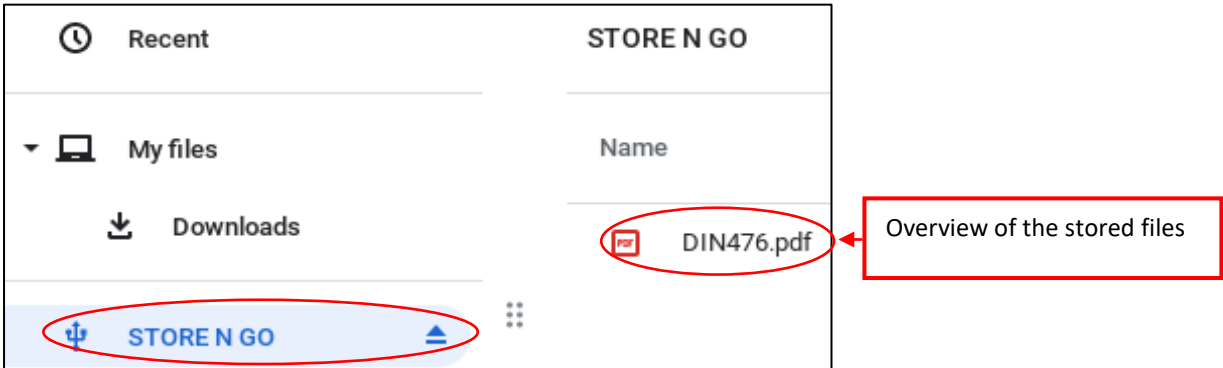 Recent
STORE N GO
My files
Name
Downloads
PDF
DIN476.pdf
Overview of the stored files
STORE N GO